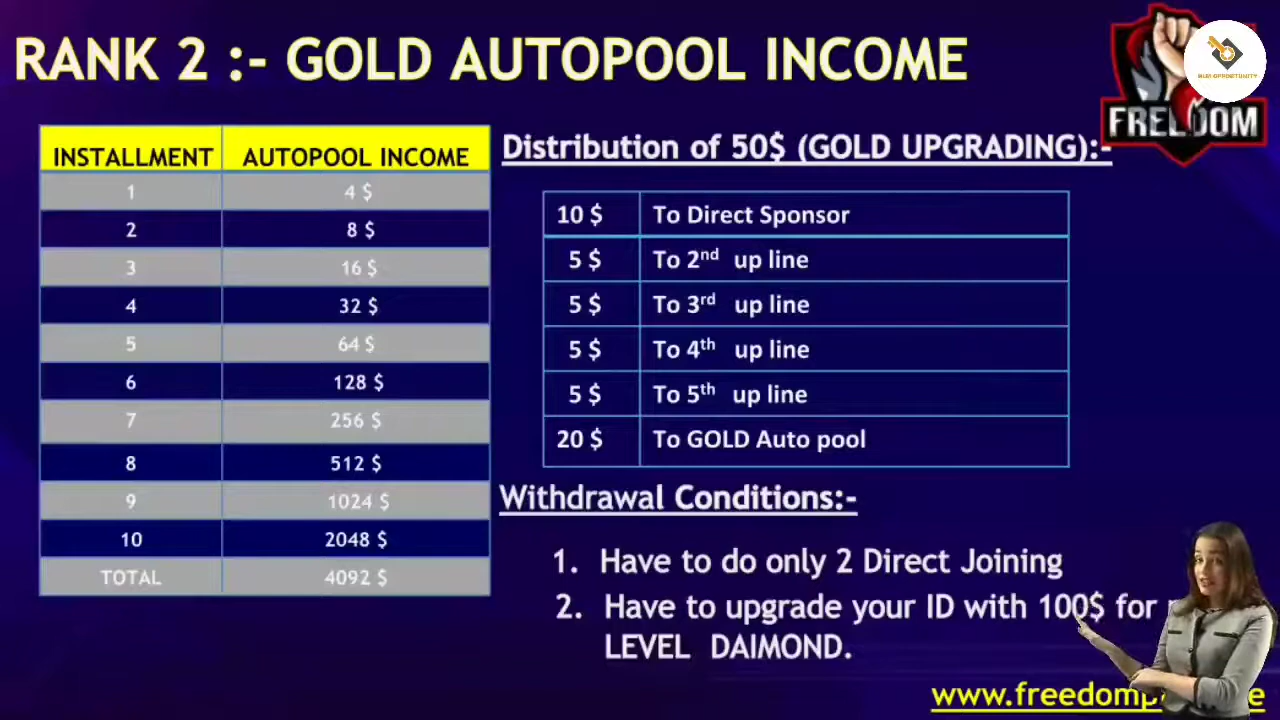 RANK 2 :- GOLD AUTOPOOL INCOME
MLM OPPORTUNITY
FREEDOM
INSTALLMENT AUTOPOOL INCOME
1 4 $
2 8 $
3 16 $
4 32 $
5 64 $
6 128 $
7 256 $
8 512 $
9 1024 $
10 2048 $
TOTAL 4092 $
Distribution of 50$ (GOLD UPGRADING):-
10 $ To Direct Sponsor
5 $ To 2nd up line
5 $ To 3rd up line
5 $ To 4th up line
5 $ To 5th up line
20 $ To GOLD Auto pool
Withdrawal Conditions:-
1. Have to do only 2 Direct Joining
2. Have to upgrade your ID with 100$ for
LEVEL DAIMOND.